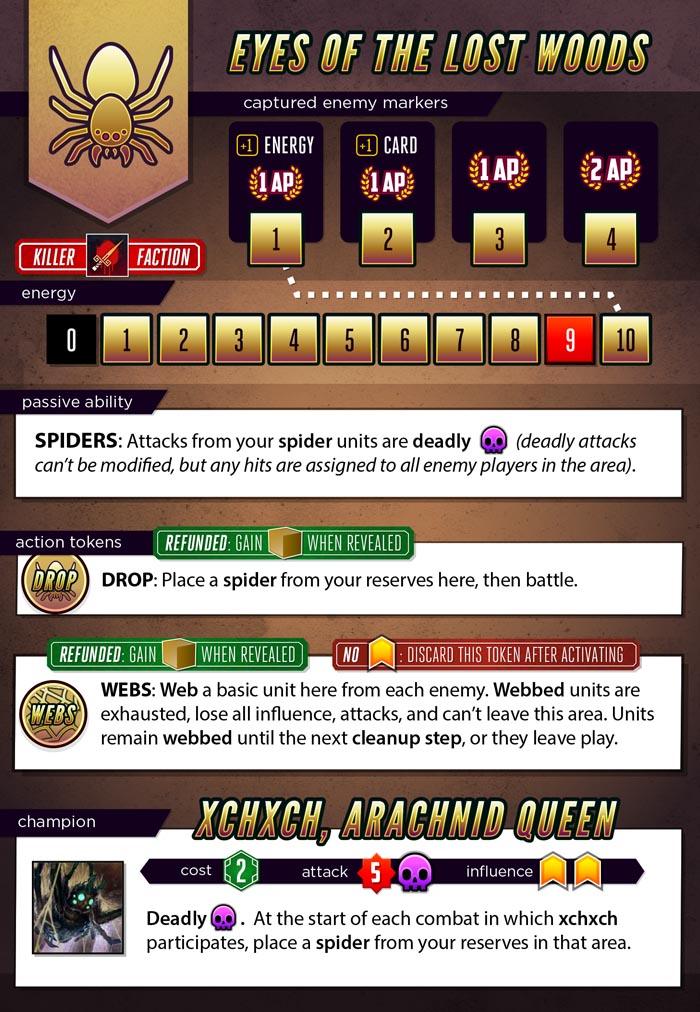 EYES OF THE LOST WOODS
captured enemy markers
+1 ENERGY
1 AP
+1 CARD
1 AP
1 AP
2 AP
1 2 3 4
KILLER FACTION
energy
0 1 2 3 4 5 6 7 8 9 10
passive ability
SPIDERS: Attacks from your spider units are deadly (deadly attacks
can't be modified, but any hits are assigned to all enemy players in the area).
action tokens
REFUNDED: GAIN WHEN REVEALED
DROP
DROP: Place a spider from your reserves here, then battle.
REFUNDED: GAIN WHEN REVEALED
NO : DISCARD THIS TOKEN AFTER ACTIVATING
WEBS
WEBS: Web a basic unit here from each enemy. Webbed units are
exhausted, lose all influence, attacks, and can't leave this area. Units
remain webbed until the next cleanup step, or they leave play.
champion
XCHXCH, ARACHNID QUEEN
cost 2 attack 5 influence
Deadly . At the start of each combat in which xchxch
participates, place a spider from your reserves in that area.